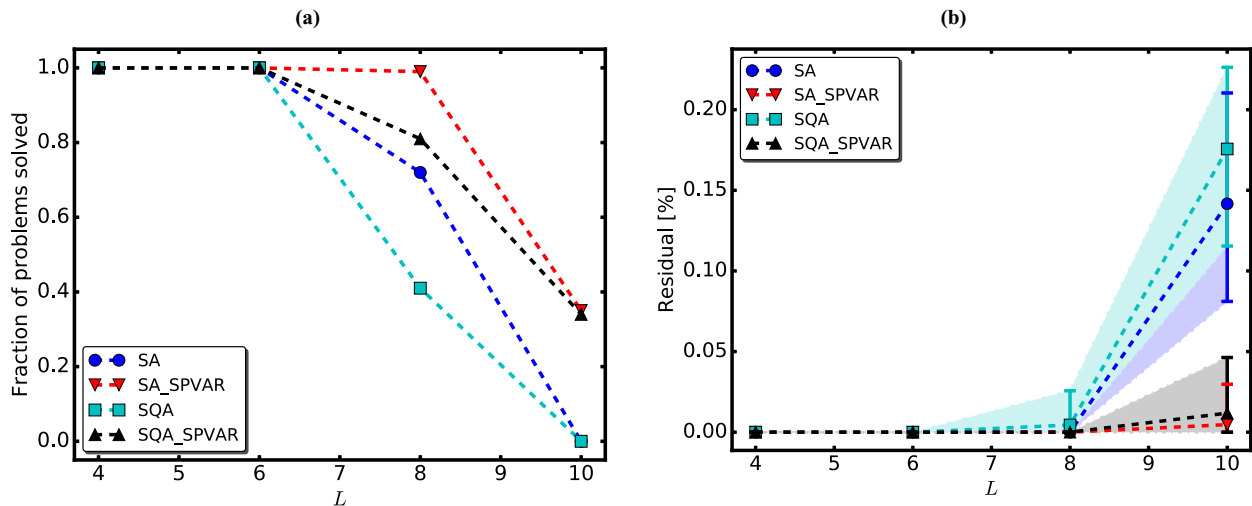 (a)
Fraction of problems solved
1.0
0.8
0.6
0.4
0.2
0.0
SA
SA_SPVAR
SQA
SQA_SPVAR
4 5 6 7 8 9 10
L
(b)
Residual [%]
0.20
0.15
0.10
0.05
0.00
SA
SA_SPVAR
SQA
SQA_SPVAR
4 5 6 7 8 9 10
L